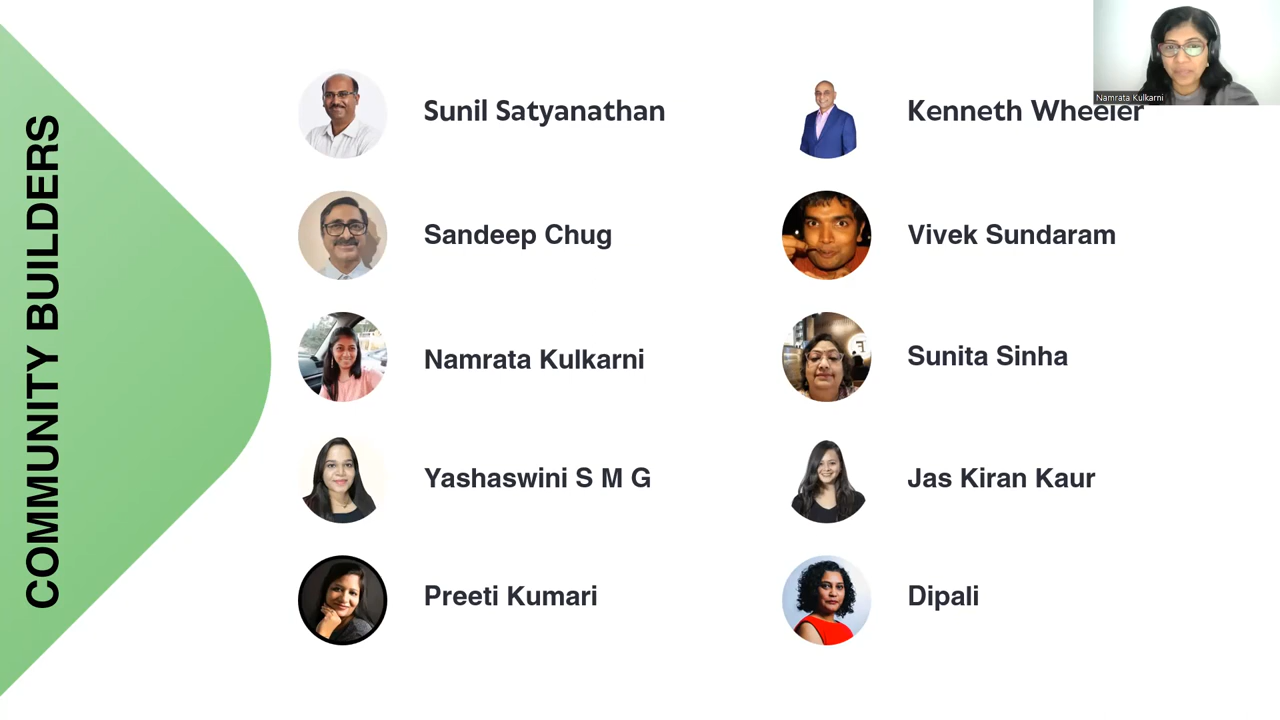 COMMUNITY BUILDERS
Sunil Satyanathan
Kenneth Wheeler
Namrata Kulkarni
Sandeep Chug
Vivek Sundaram
Namrata Kulkarni
Sunita Sinha
Yashaswini S M G
Jas Kiran Kaur
Preeti Kumari
Dipali